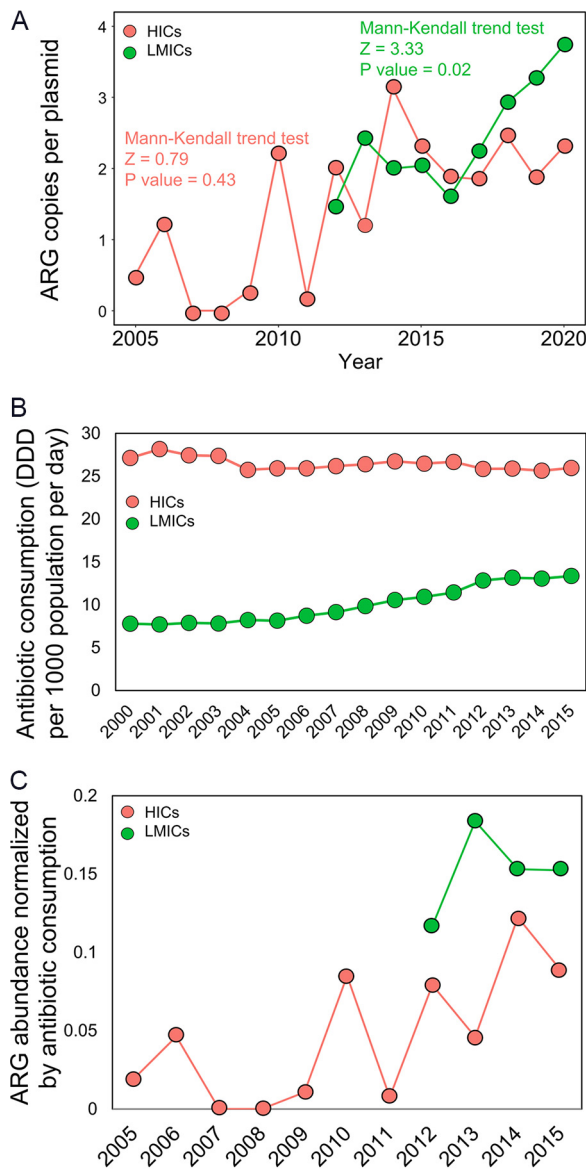 A
HICs
LMICs
Mann-Kendall trend test
Z = 3.33
P value = 0.02
Mann-Kendall trend test
Z = 0.79
P value = 0.43
ARG copies per plasmid
4
3
2
1
0
2005
2010
2015
2020
Year
B
Antibiotic consumption (DDD
per 1000 population per day)
30
25
20
15
10
5
0
HICs
LMICs
2000
2001
2002
2003
2004
2005
2006
2007
2008
2009
2010
2011
2012
2013
2014
2015
C
ARG abundance normalized
by antibiotic consumption
0.2
0.15
0.1
0.05
0
HICs
LMICs
2005
2006
2007
2008
2009
2010
2011
2012
2013
2014
2015